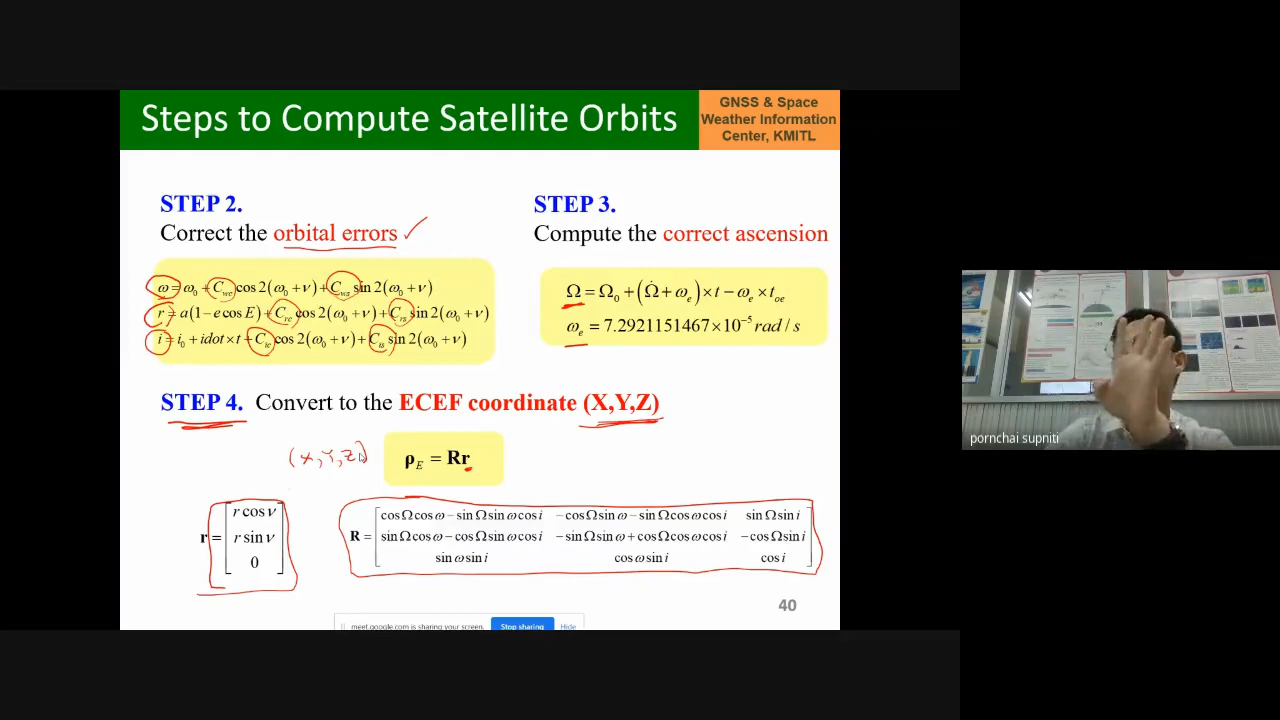 Steps to Compute Satellite Orbits
GNSS & Space
Weather Information
Center, KMITL
STEP 2.
Correct the orbital errors ✓
ω = ω₀ + C_ωc cos 2(ω₀ + ν) + C_ωs sin 2(ω₀ + ν)
r = a(1 − e cos E) + C_rc cos 2(ω₀ + ν) + C_rs sin 2(ω₀ + ν)
i = i₀ + idot × t + C_ic cos 2(ω₀ + ν) + C_is sin 2(ω₀ + ν)
STEP 3.
Compute the correct ascension
Ω = Ω₀ + (Ω̇ + ω_e) × t − ω_e × t_oe
ω_e = 7.2921151467 × 10⁻⁵ rad / s
STEP 4. Convert to the ECEF coordinate (X,Y,Z)
(X, Y, Z)
ρ_E = Rr
r = [r cos ν
r sin ν
0]
R = [cos Ω cos ω − sin Ω sin ω cos i −cos Ω sin ω − sin Ω cos ω cos i sin Ω sin i
sin Ω cos ω − cos Ω sin ω cos i −sin Ω sin ω + cos Ω cos ω cos i −cos Ω sin i
sin ω sin i cos ω sin i cos i]
40
meet.google.com is sharing your screen.
Stop sharing
Hide
pornchai supniti